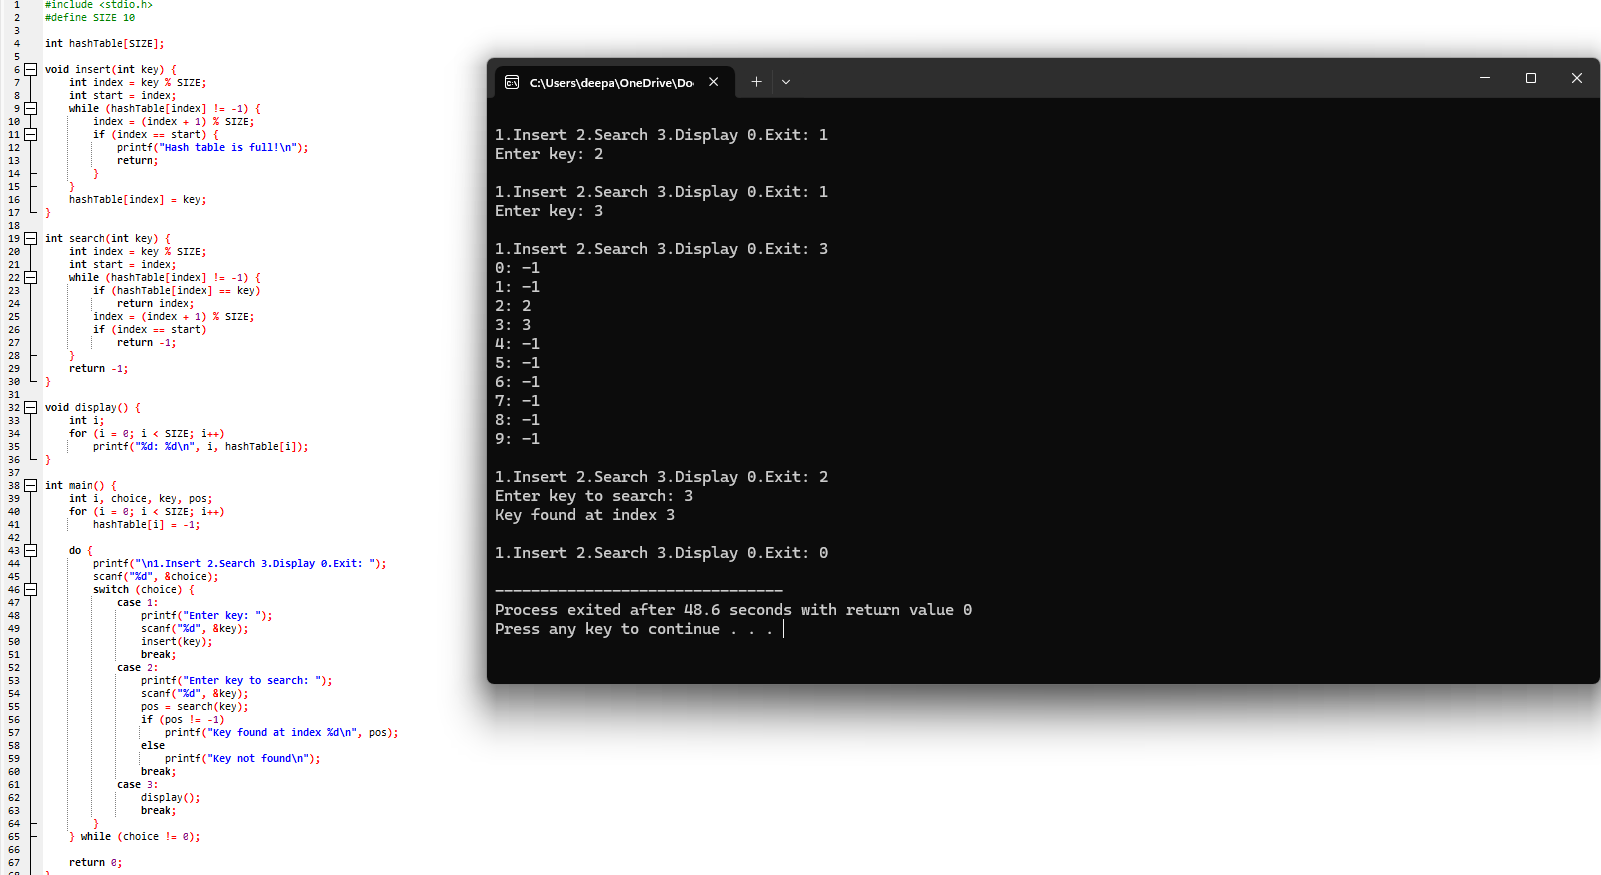 1 #include <stdio.h>
2 #define SIZE 10
3
4 int hashTable[SIZE];
5
6 void insert(int key) {
7 int index = key % SIZE;
8 int start = index;
9 while (hashTable[index] != -1) {
10 index = (index + 1) % SIZE;
11 if (index == start) {
12 printf("Hash table is full!\n");
13 return;
14 }
15 }
16 hashTable[index] = key;
17 }
18
19 int search(int key) {
20 int index = key % SIZE;
21 int start = index;
22 while (hashTable[index] != -1) {
23 if (hashTable[index] == key)
24 return index;
25 index = (index + 1) % SIZE;
26 if (index == start)
27 return -1;
28 }
29 return -1;
30 }
31
32 void display() {
33 int i;
34 for (i = 0; i < SIZE; i++)
35 printf("%d: %d\n", i, hashTable[i]);
36 }
37
38 int main() {
39 int i, choice, key, pos;
40 for (i = 0; i < SIZE; i++)
41 hashTable[i] = -1;
42
43 do {
44 printf("\n1.Insert 2.Search 3.Display 0.Exit: ");
45 scanf("%d", &choice);
46 switch (choice) {
47 case 1:
48 printf("Enter key: ");
49 scanf("%d", &key);
50 insert(key);
51 break;
52 case 2:
53 printf("Enter key to search: ");
54 scanf("%d", &key);
55 pos = search(key);
56 if (pos != -1)
57 printf("Key found at index %d\n", pos);
58 else
59 printf("Key not found\n");
60 break;
61 case 3:
62 display();
63 break;
64 }
65 } while (choice != 0);
66
67 return 0;
68 }
C:\Users\deepa\OneDrive\Do
1.Insert 2.Search 3.Display 0.Exit: 1
Enter key: 2
1.Insert 2.Search 3.Display 0.Exit: 1
Enter key: 3
1.Insert 2.Search 3.Display 0.Exit: 3
0: -1
1: -1
2: 2
3: 3
4: -1
5: -1
6: -1
7: -1
8: -1
9: -1
1.Insert 2.Search 3.Display 0.Exit: 2
Enter key to search: 3
Key found at index 3
1.Insert 2.Search 3.Display 0.Exit: 0
--------------------------------
Process exited after 48.6 seconds with return value 0
Press any key to continue . . .